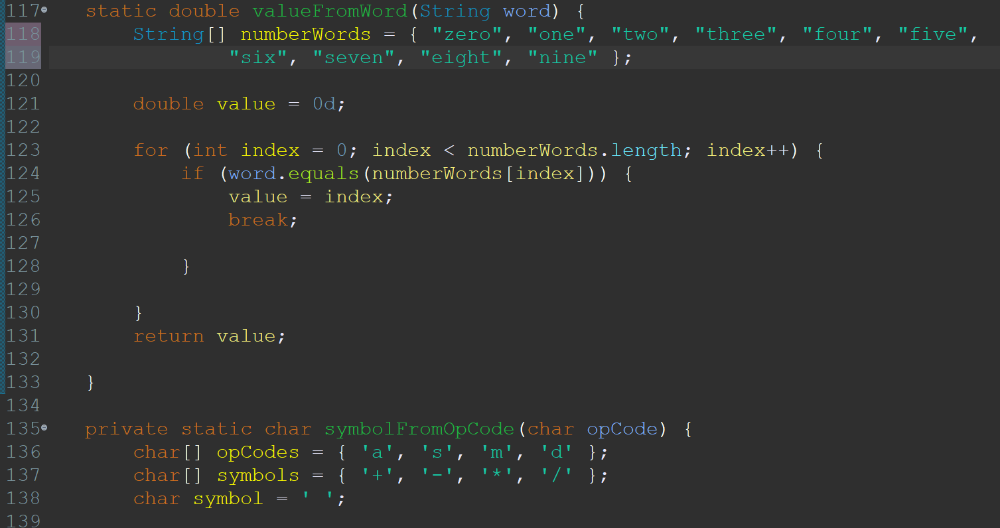 117 static double valueFromWord(String word) {
118 String[] numberWords = { "zero", "one", "two", "three", "four", "five",
119 "six", "seven", "eight", "nine" };
120
121 double value = 0d;
122
123 for (int index = 0; index < numberWords.length; index++) {
124 if (word.equals(numberWords[index])) {
125 value = index;
126 break;
127
128 }
129
130 }
131 return value;
132
133 }
134
135 private static char symbolFromOpCode(char opCode) {
136 char[] opCodes = { 'a', 's', 'm', 'd' };
137 char[] symbols = { '+', '-', '*', '/' };
138 char symbol = ' ';
139